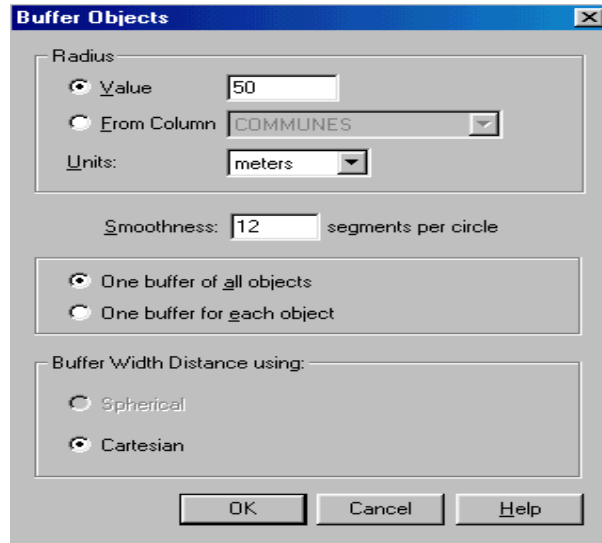 Buffer Objects
Radius
Value 50
From Column COMMUNES
Units: meters
Smoothness: 12 segments per circle
One buffer of all objects
One buffer for each object
Buffer Width Distance using:
Spherical
Cartesian
OK Cancel Help